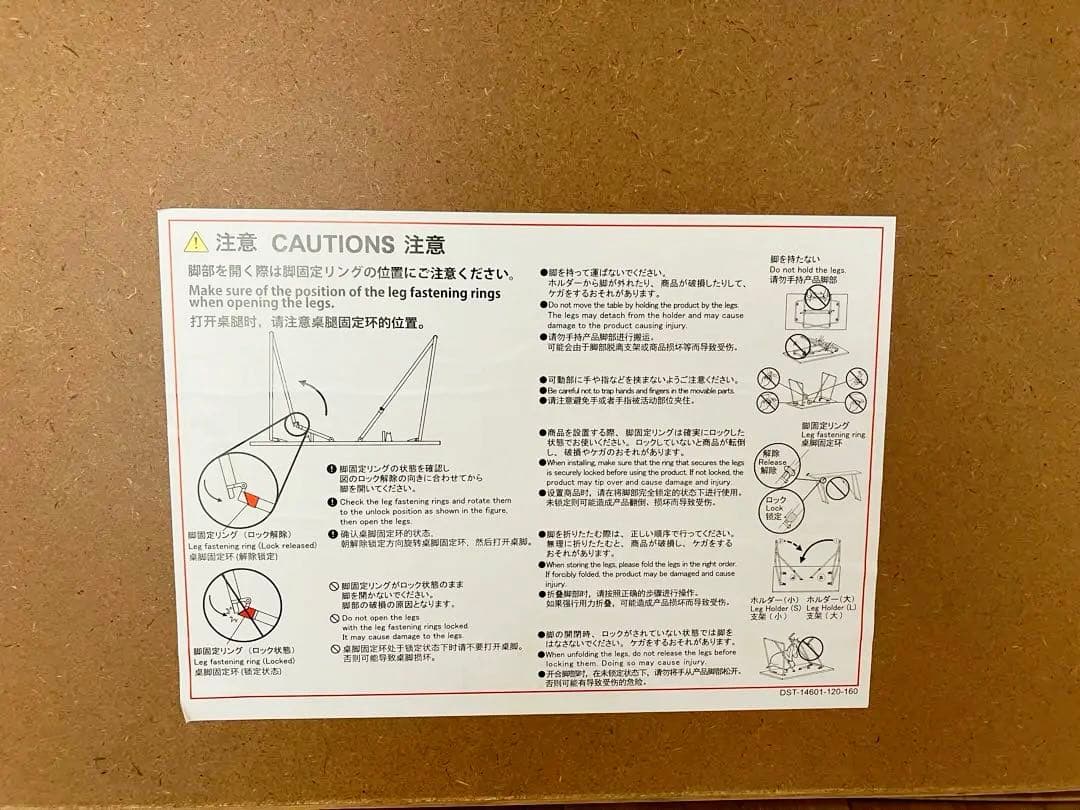 注意 CAUTIONS 注意
脚部を開く際は脚固定リングの位置にご注意ください。
Make sure of the position of the leg fastening rings
when opening the legs.
打开桌腿时，请注意桌腿固定环的位置。
脚固定リングの状態を確認し
図のロック解除の向きに合わせてから
脚を開いてください。
Check the leg fastening rings and rotate them
to the unlock position as shown in the figure,
then open the legs.
确认桌脚固定环的状态，
朝解除锁定方向旋转桌脚固定环，然后打开桌脚。
脚固定リング（ロック解除）
Leg fastening ring (Lock released)
桌脚固定环 (解除锁定)
脚固定リングがロック状態のまま
脚を開かないでください。
脚部の破損の原因となります。
Do not open the legs
with the leg fastening rings locked.
It may cause damage to the legs.
桌脚固定环处于锁定状态下时请不要打开桌脚。
否则可能导致桌脚损坏。
脚固定リング（ロック状態）
Leg fastening ring (Locked)
桌脚固定环 (锁定状态)
●脚を持って運ばないでください。
ホルダーから脚が外れたり、商品が破損したりして、
ケガをするおそれがあります。
●Do not move the table by holding the product by the legs.
The legs may detach from the holder and may cause
damage to the product causing injury.
●请勿手持产品脚部进行搬运。
可能会由于脚部脱离支架或商品损坏等而导致受伤。
脚を持たない
Do not hold the legs.
请勿手持产品脚部
●可動部に手や指などを挟まないようご注意ください。
●Be careful not to trap hands and fingers in the movable parts.
●请注意避免手或者手指被活动部位夹住。
●商品を設置する際、脚固定リングは確実にロックした
状態でお使いください。ロックしていないと商品が転倒
し、破損やケガのおそれがあります。
●When installing, make sure that the ring that secures the legs
is securely locked before using the product. If not locked, the
product may tip over and cause damage and injury.
●设置商品时，请在将脚部完全锁定的状态下进行使用。
未锁定则可能造成产品翻倒、损坏而导致受伤。
脚固定リング
Leg fastening ring
桌脚固定环
解除
Release
解除
ロック
Lock
锁定
●脚を折りたたむ際は、正しい順序で行ってください。
無理に折りたたむと、商品が破損し、ケガをする
おそれがあります。
●When storing the legs, please fold the legs in the right order.
If forcibly folded, the product may be damaged and cause
injury.
●折叠脚部时，请按照正确的步骤进行操作。
如果强行用力折叠，可能造成产品损坏而导致受伤。
ホルダー（小） ホルダー（大）
Leg Holder (S) Leg Holder (L)
支架（小） 支架（大）
●脚の開閉時、ロックがされていない状態では脚を
はなさないでください。ケガをするおそれがあります。
●When unfolding the legs, do not release the legs before
locking them. Doing so may cause injury.
●开合脚部时，在未锁定状态下，请勿将手从产品脚部松开。
否则可能有导致受伤的危险。
DST-14601-120-160